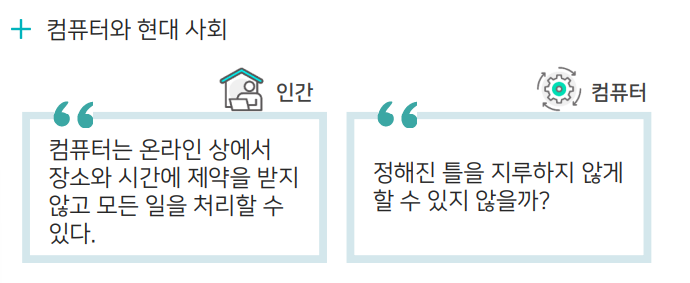 컴퓨터와 현대 사회
인간
컴퓨터는 온라인 상에서
장소와 시간에 제약을 받지
않고 모든 일을 처리할 수
있다.
컴퓨터
정해진 틀을 지루하지 않게
할 수 있지 않을까?